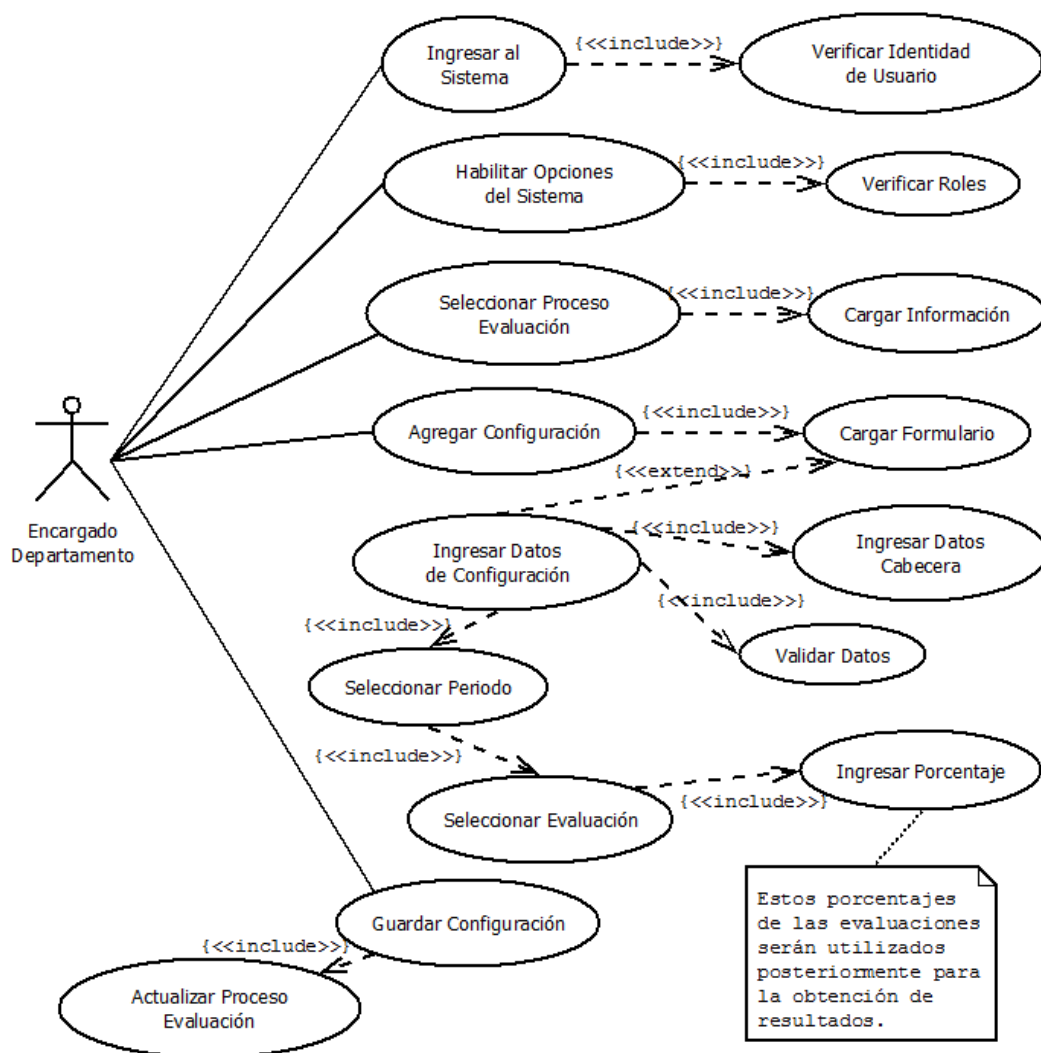 Ingresar al
Sistema
{<<include>>}
Verificar Identidad
de Usuario
Habilitar Opciones
del Sistema
{<<include>>}
Verificar Roles
Seleccionar Proceso
Evaluación
{<<include>>}
Cargar Información
Agregar Configuración
{<<include>>}
Cargar Formulario
{<<extend>>}
Encargado
Departamento
Ingresar Datos
de Configuración
{<<include>>}
Ingresar Datos
Cabecera
{<<include>>}
Validar Datos
{<<include>>}
Seleccionar Periodo
{<<include>>}
Seleccionar Evaluación
{<<include>>}
Ingresar Porcentaje
Estos porcentajes
de las evaluaciones
serán utilizados
posteriormente para
la obtención de
resultados.
Guardar Configuración
{<<include>>}
Actualizar Proceso
Evaluación